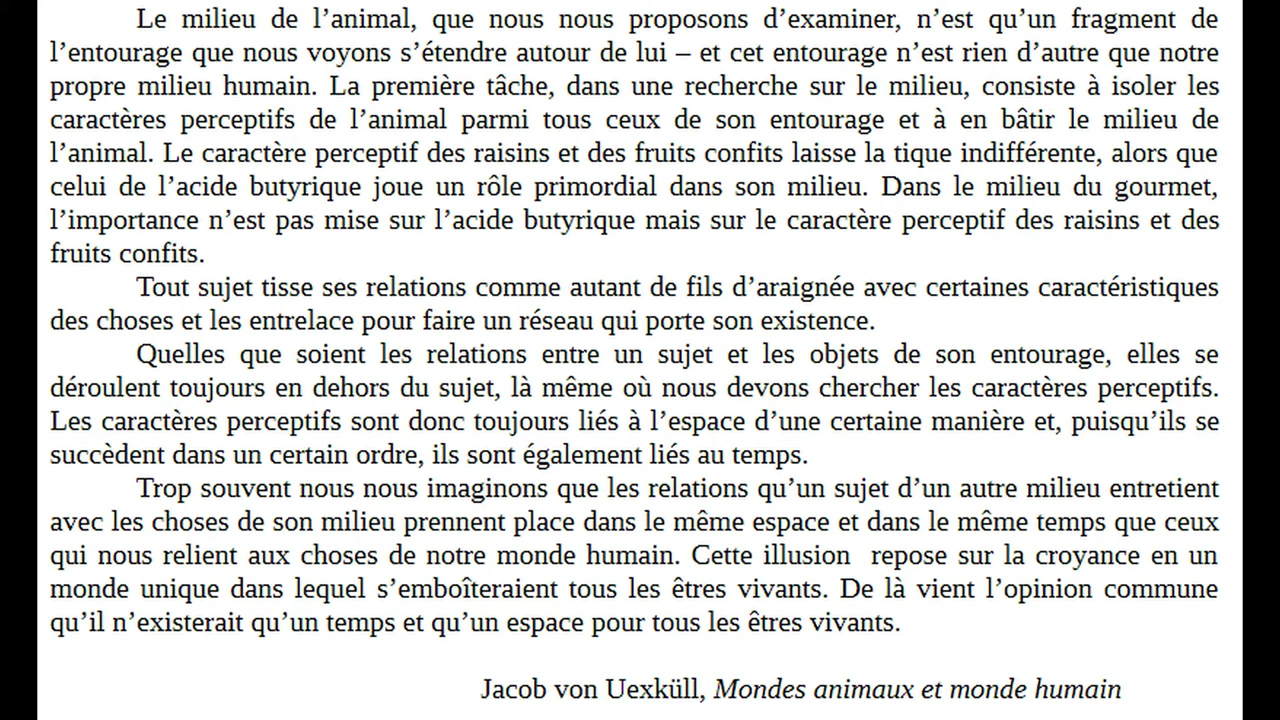 Le milieu de l’animal, que nous nous proposons d’examiner, n’est qu’un fragment de
l’entourage que nous voyons s’étendre autour de lui – et cet entourage n’est rien d’autre que notre
propre milieu humain. La première tâche, dans une recherche sur le milieu, consiste à isoler les
caractères perceptifs de l’animal parmi tous ceux de son entourage et à en bâtir le milieu de
l’animal. Le caractère perceptif des raisins et des fruits confits laisse la tique indifférente, alors que
celui de l’acide butyrique joue un rôle primordial dans son milieu. Dans le milieu du gourmet,
l’importance n’est pas mise sur l’acide butyrique mais sur le caractère perceptif des raisins et des
fruits confits.
Tout sujet tisse ses relations comme autant de fils d’araignée avec certaines caractéristiques
des choses et les entrelace pour faire un réseau qui porte son existence.
Quelles que soient les relations entre un sujet et les objets de son entourage, elles se
déroulent toujours en dehors du sujet, là même où nous devons chercher les caractères perceptifs.
Les caractères perceptifs sont donc toujours liés à l’espace d’une certaine manière et, puisqu’ils se
succèdent dans un certain ordre, ils sont également liés au temps.
Trop souvent nous nous imaginons que les relations qu’un sujet d’un autre milieu entretient
avec les choses de son milieu prennent place dans le même espace et dans le même temps que ceux
qui nous relient aux choses de notre monde humain. Cette illusion  repose sur la croyance en un
monde unique dans lequel s’emboîteraient tous les êtres vivants. De là vient l’opinion commune
qu’il n’existerait qu’un temps et qu’un espace pour tous les êtres vivants.
Jacob von Uexküll, Mondes animaux et monde humain